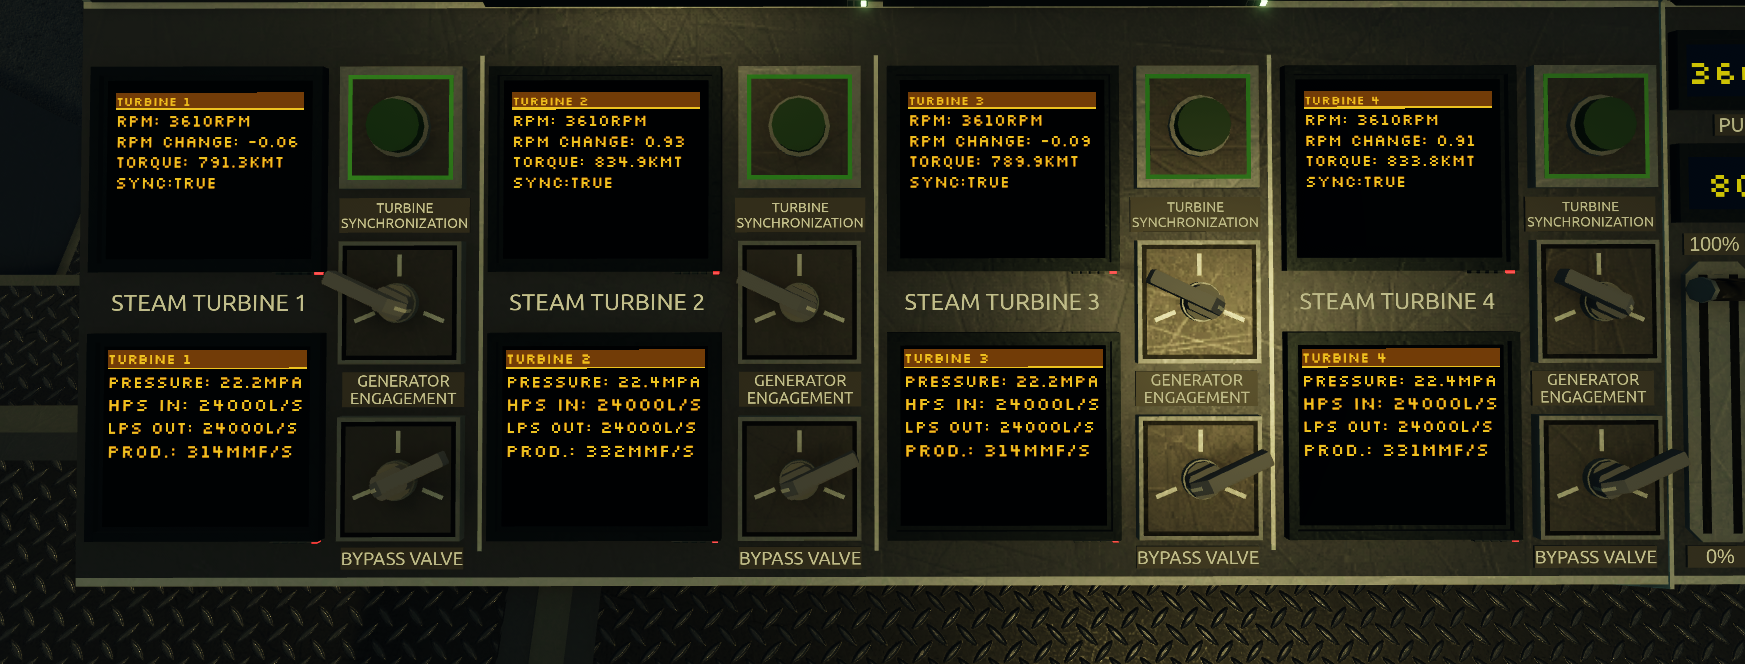 TURBINE 1
RPM: 3610RPM
RPM CHANGE: -0.06
TORQUE: 791.3KMT
SYNC:TRUE
TURBINE
SYNCHRONIZATION
STEAM TURBINE 1
TURBINE 1
PRESSURE: 22.2MPA
HPS IN: 24000L/S
LPS OUT: 24000L/S
PROD.: 314MMF/S
GENERATOR
ENGAGEMENT
BYPASS VALVE
TURBINE 2
RPM: 3610RPM
RPM CHANGE: 0.93
TORQUE: 834.9KMT
SYNC:TRUE
TURBINE
SYNCHRONIZATION
STEAM TURBINE 2
TURBINE 2
PRESSURE: 22.4MPA
HPS IN: 24000L/S
LPS OUT: 24000L/S
PROD.: 332MMF/S
GENERATOR
ENGAGEMENT
BYPASS VALVE
TURBINE 3
RPM: 3610RPM
RPM CHANGE: -0.09
TORQUE: 789.9KMT
SYNC:TRUE
TURBINE
SYNCHRONIZATION
STEAM TURBINE 3
TURBINE 3
PRESSURE: 22.2MPA
HPS IN: 24000L/S
LPS OUT: 24000L/S
PROD.: 314MMF/S
GENERATOR
ENGAGEMENT
BYPASS VALVE
TURBINE 4
RPM: 3610RPM
RPM CHANGE: 0.91
TORQUE: 833.8KMT
SYNC:TRUE
TURBINE
SYNCHRONIZATION
STEAM TURBINE 4
TURBINE 4
PRESSURE: 22.4MPA
HPS IN: 24000L/S
LPS OUT: 24000L/S
PROD.: 331MMF/S
GENERATOR
ENGAGEMENT
BYPASS VALVE
PU
100%
0%